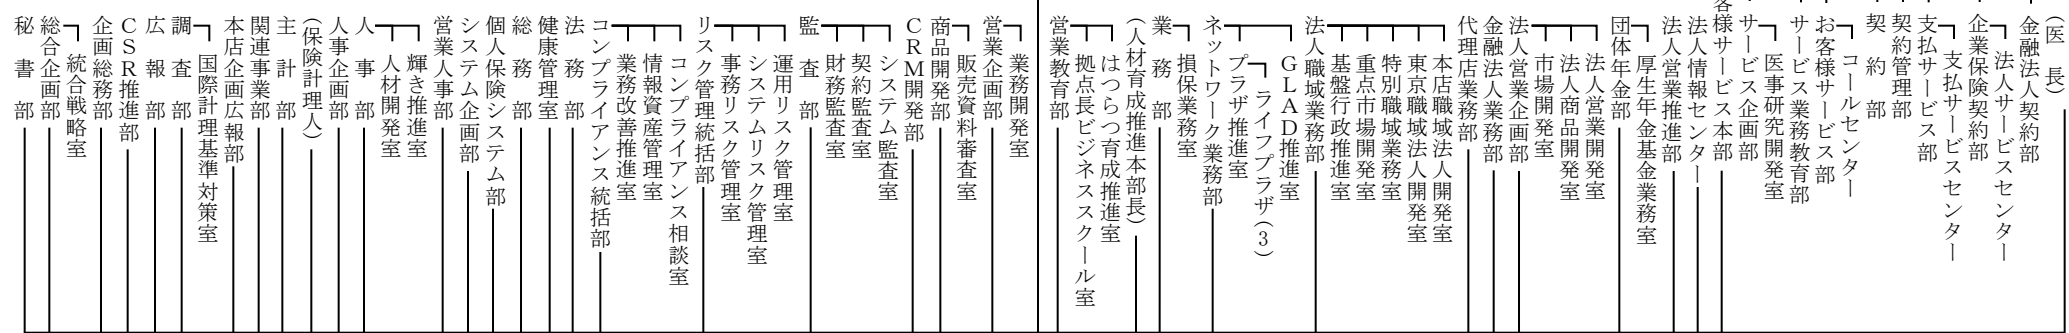 （医　長）
金融法人契約部
法人サービスセンター
企業保険契約部
支払サービスセンター
支払サービス部
契約管理部
契　約　部
コールセンター
お客様サービス部
サービス業務教育部
医事研究開発室
サービス企画部
客様サービス本部
法人情報センター
法人営業推進部
厚生年金基金業務室
団体年金部
法人営業開発室
法人商品開発室
市場開発室
法人営業企画部
金融法人業務部
代理店業務部
本店職域法人開発室
東京職域法人開発室
特別職域業務室
重点市場開発室
基盤行政推進室
法人職域業務部
GLAD推進室
ライフプラザ（3）
プラザ推進室
ネットワーク業務部
損保業務室
業　務　部
（人材育成推進本部長）
はつらつ育成推進室
拠点長ビジネススクール室
営業教育部
業務開発室
営業企画部
販売資料審査室
商品開発部
CRM開発部
システム監査室
契約監査室
財務監査室
監　査　部
運用リスク管理室
システムリスク管理室
事務リスク管理室
リスク管理統括部
コンプライアンス相談室
情報資産管理室
業務改善推進室
コンプライアンス統括部
法　務　部
健康管理室
総　務　部
個人保険システム部
システム企画部
営業人事部
輝き推進室
人材開発室
人　事　部
人事企画部
（保険計理人）
主　計　部
関連事業部
本店企画広報部
国際計理基準対策室
調　査　部
広　報　部
CSR推進部
企画総務部
統合戦略室
総合企画部
秘　書　部